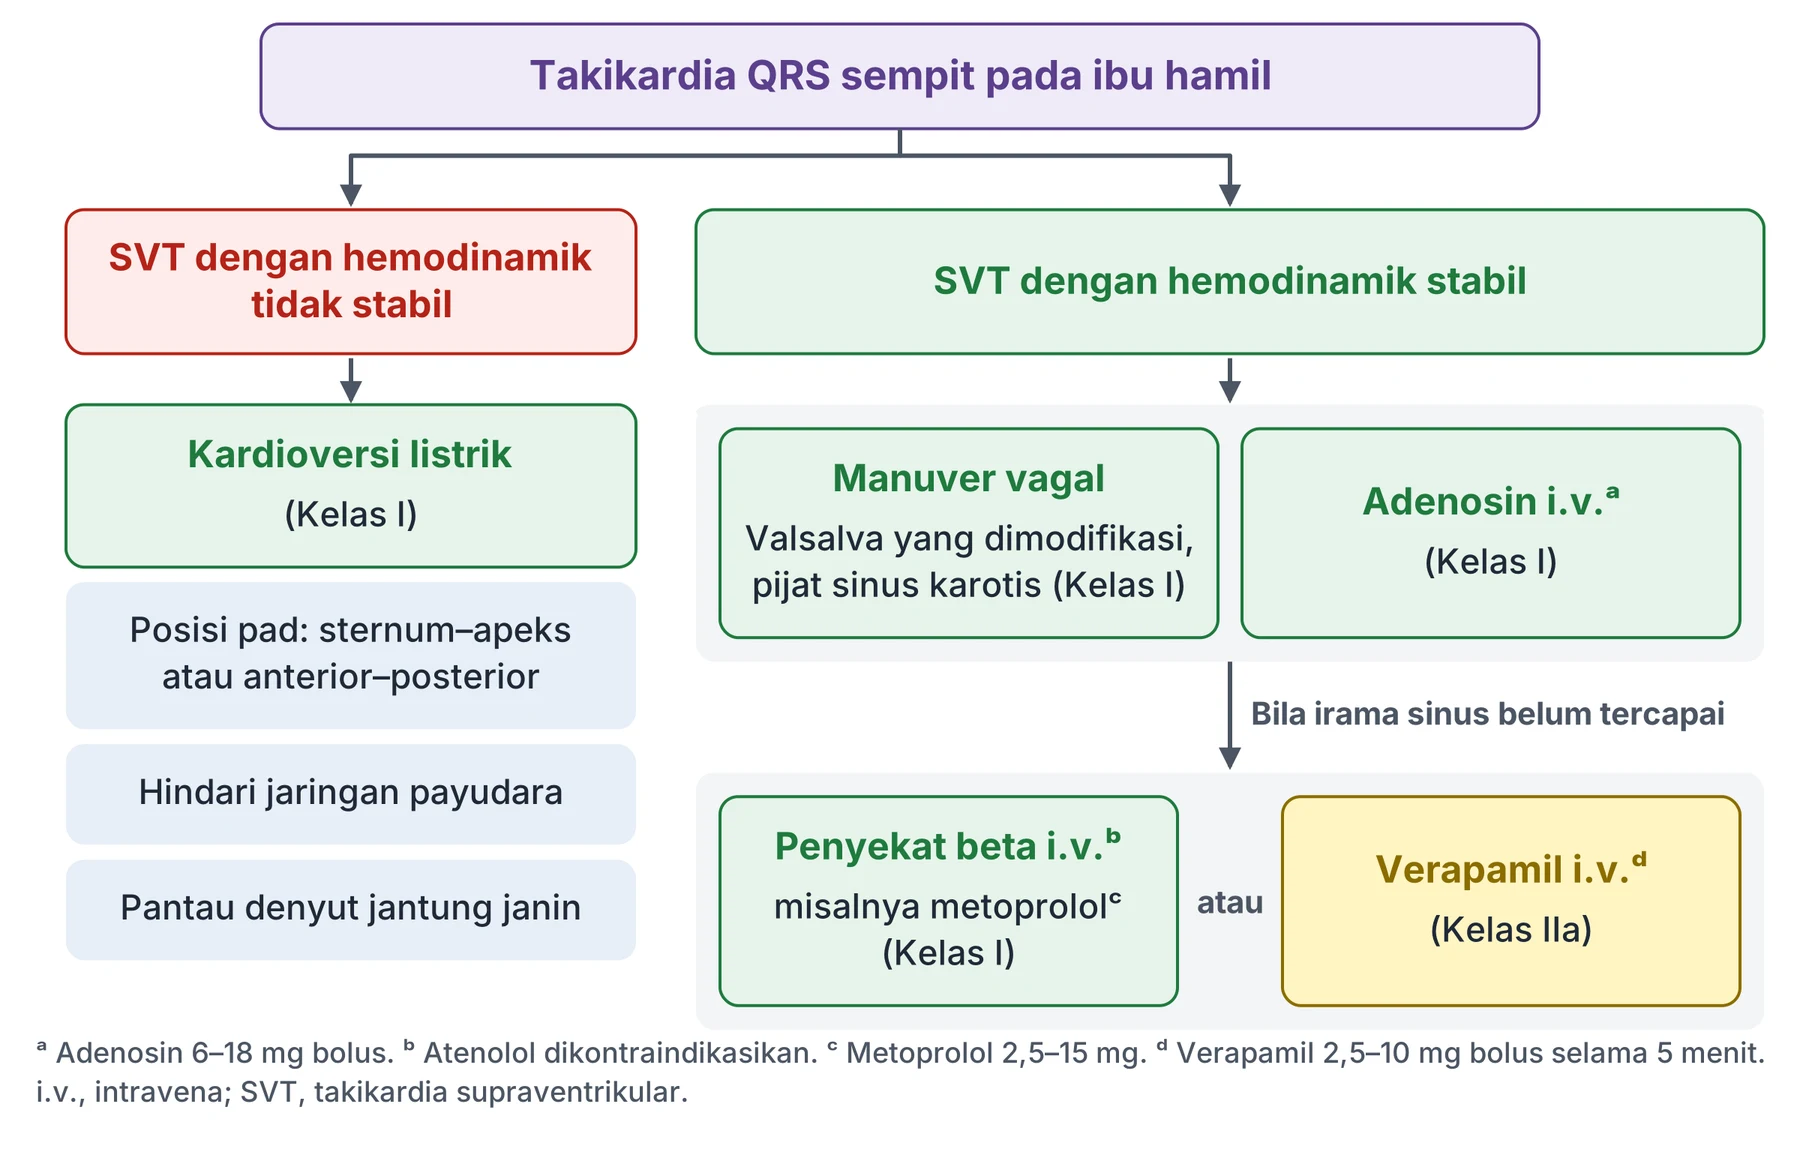 Takikardia QRS sempit pada ibu hamil
SVT dengan hemodinamik
tidak stabil
SVT dengan hemodinamik stabil
Kardioversi listrik
(Kelas I)
Posisi pad: sternum–apeks
atau anterior–posterior
Hindari jaringan payudara
Pantau denyut jantung janin
Manuver vagal
Valsalva yang dimodifikasi,
pijat sinus karotis (Kelas I)
Adenosin i.v.ᵃ
(Kelas I)
Bila irama sinus belum tercapai
Penyekat beta i.v.ᵇ
misalnya metoprololᶜ
(Kelas I)
atau
Verapamil i.v.ᵈ
(Kelas IIa)
ᵃ Adenosin 6–18 mg bolus. ᵇ Atenolol dikontraindikasikan. ᶜ Metoprolol 2,5–15 mg. ᵈ Verapamil 2,5–10 mg bolus selama 5 menit.
i.v., intravena; SVT, takikardia supraventrikular.